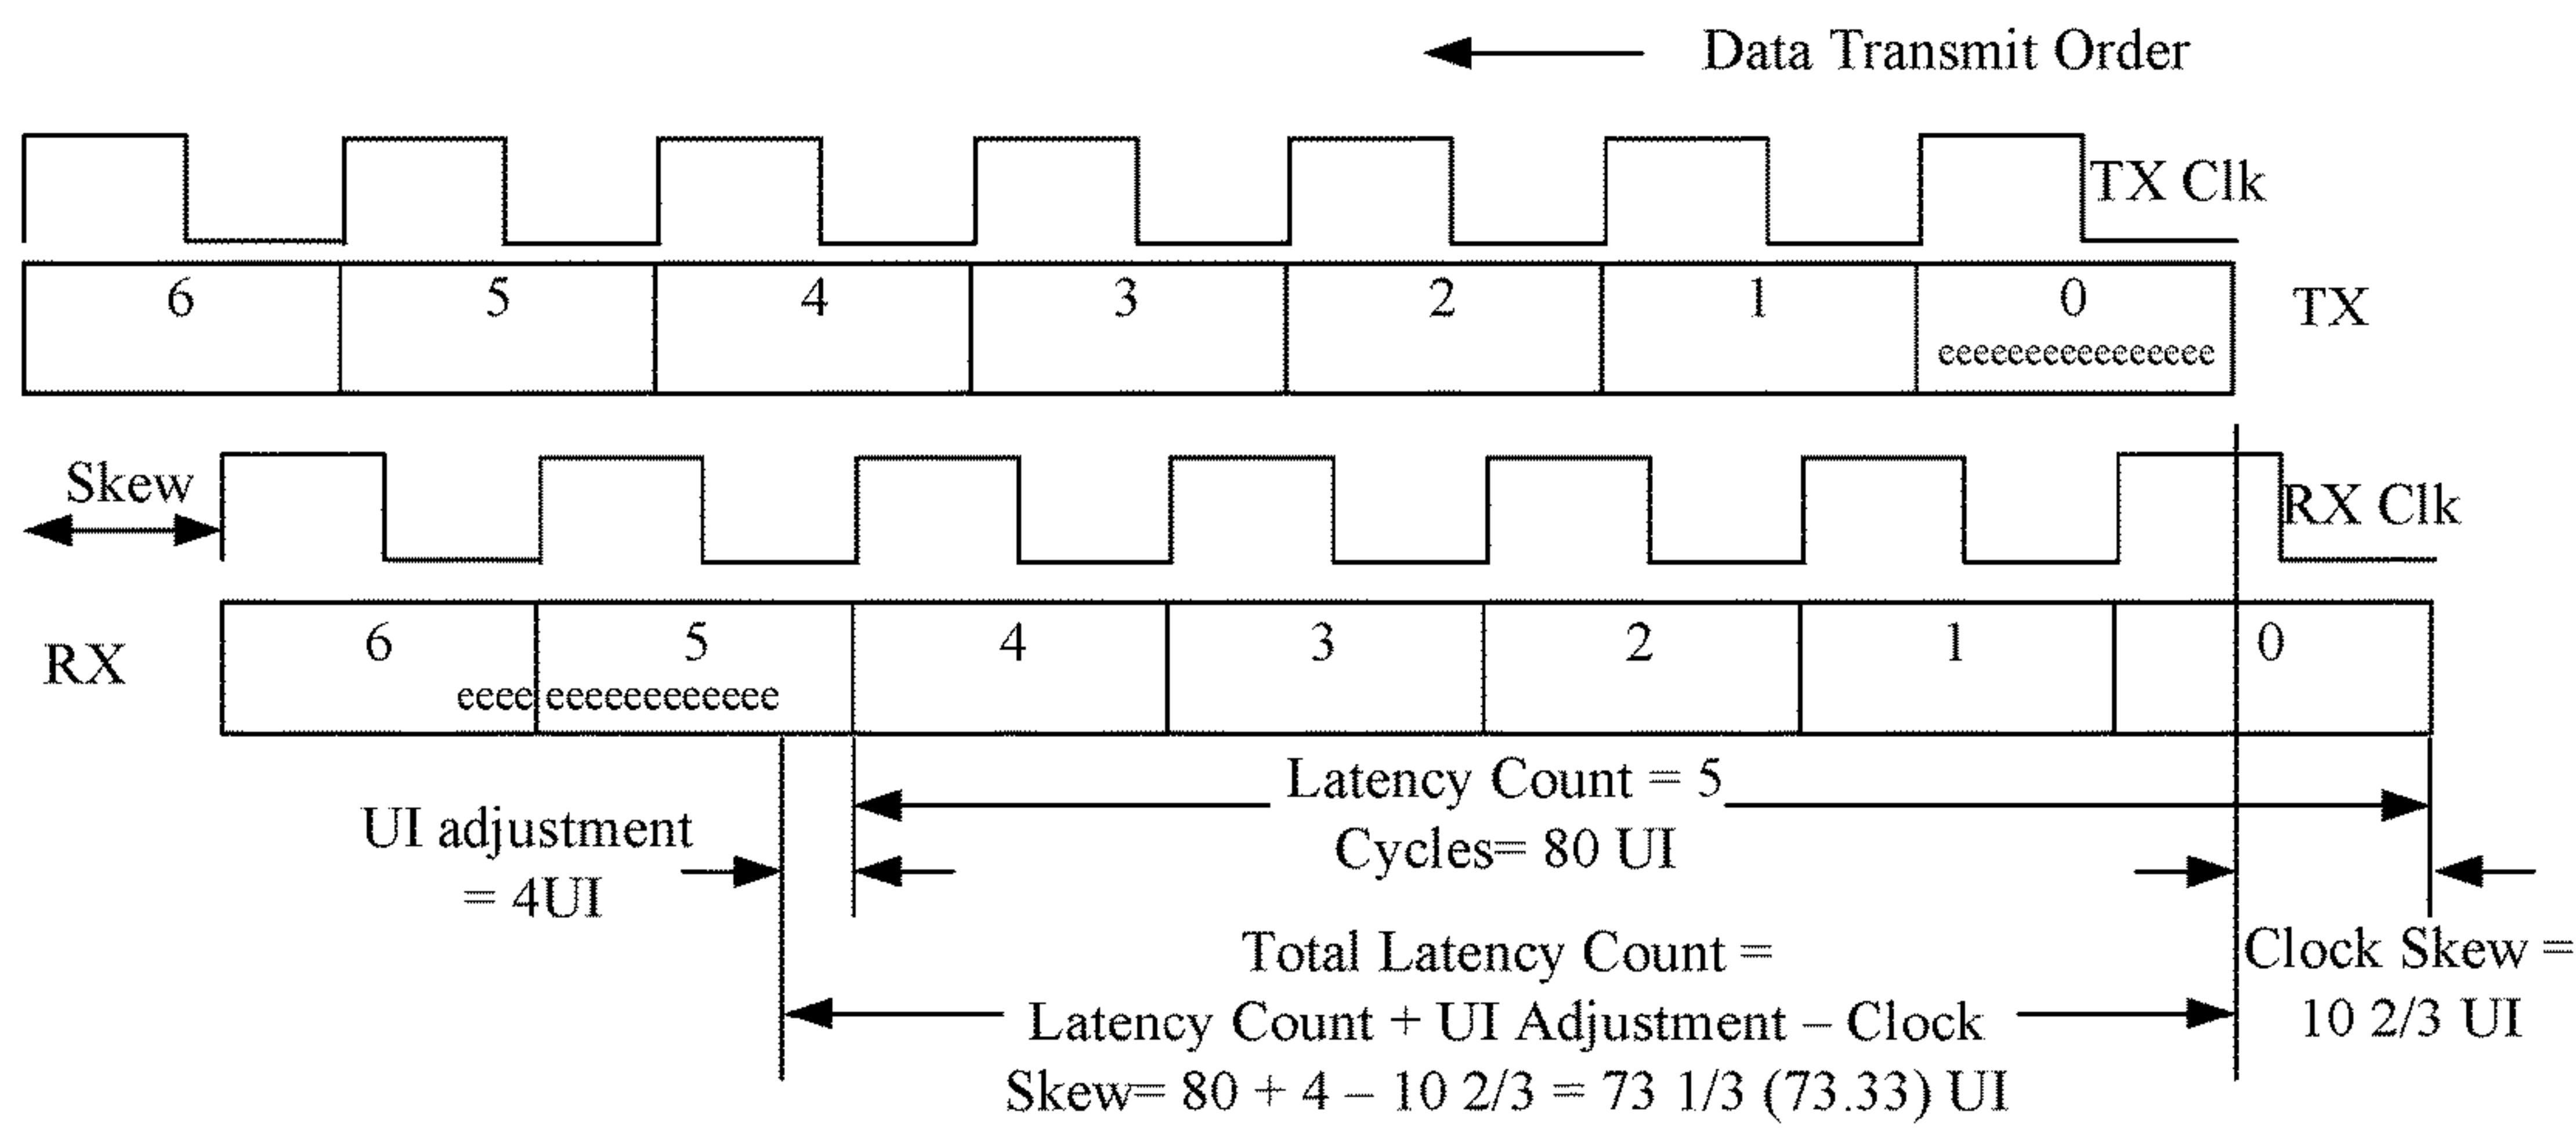 Data Transmit Order
TX Clk
6 5 4 3 2 1 0
eeeeeeeeeeeeeeee
TX
Skew
RX Clk
RX
6 5 4 3 2 1 0
eeee eeeeeeeeeeee
Latency Count = 5
Cycles= 80 UI
UI adjustment
= 4UI
Total Latency Count =
Latency Count + UI Adjustment – Clock
Skew= 80 + 4 – 10 2/3 = 73 1/3 (73.33) UI
Clock Skew =
10 2/3 UI